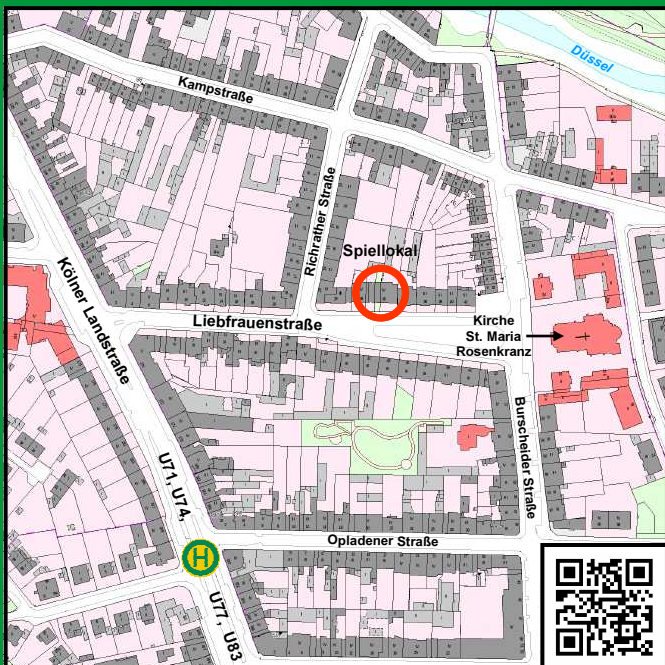 Düssel
Kampstraße
Richrather Straße
Spiellokal
Kölner Landstraße
Liebfrauenstraße
Kirche
St. Maria
Rosenkranz
Burscheider Straße
U71, U74,
Opladener Straße
H
U77, U83